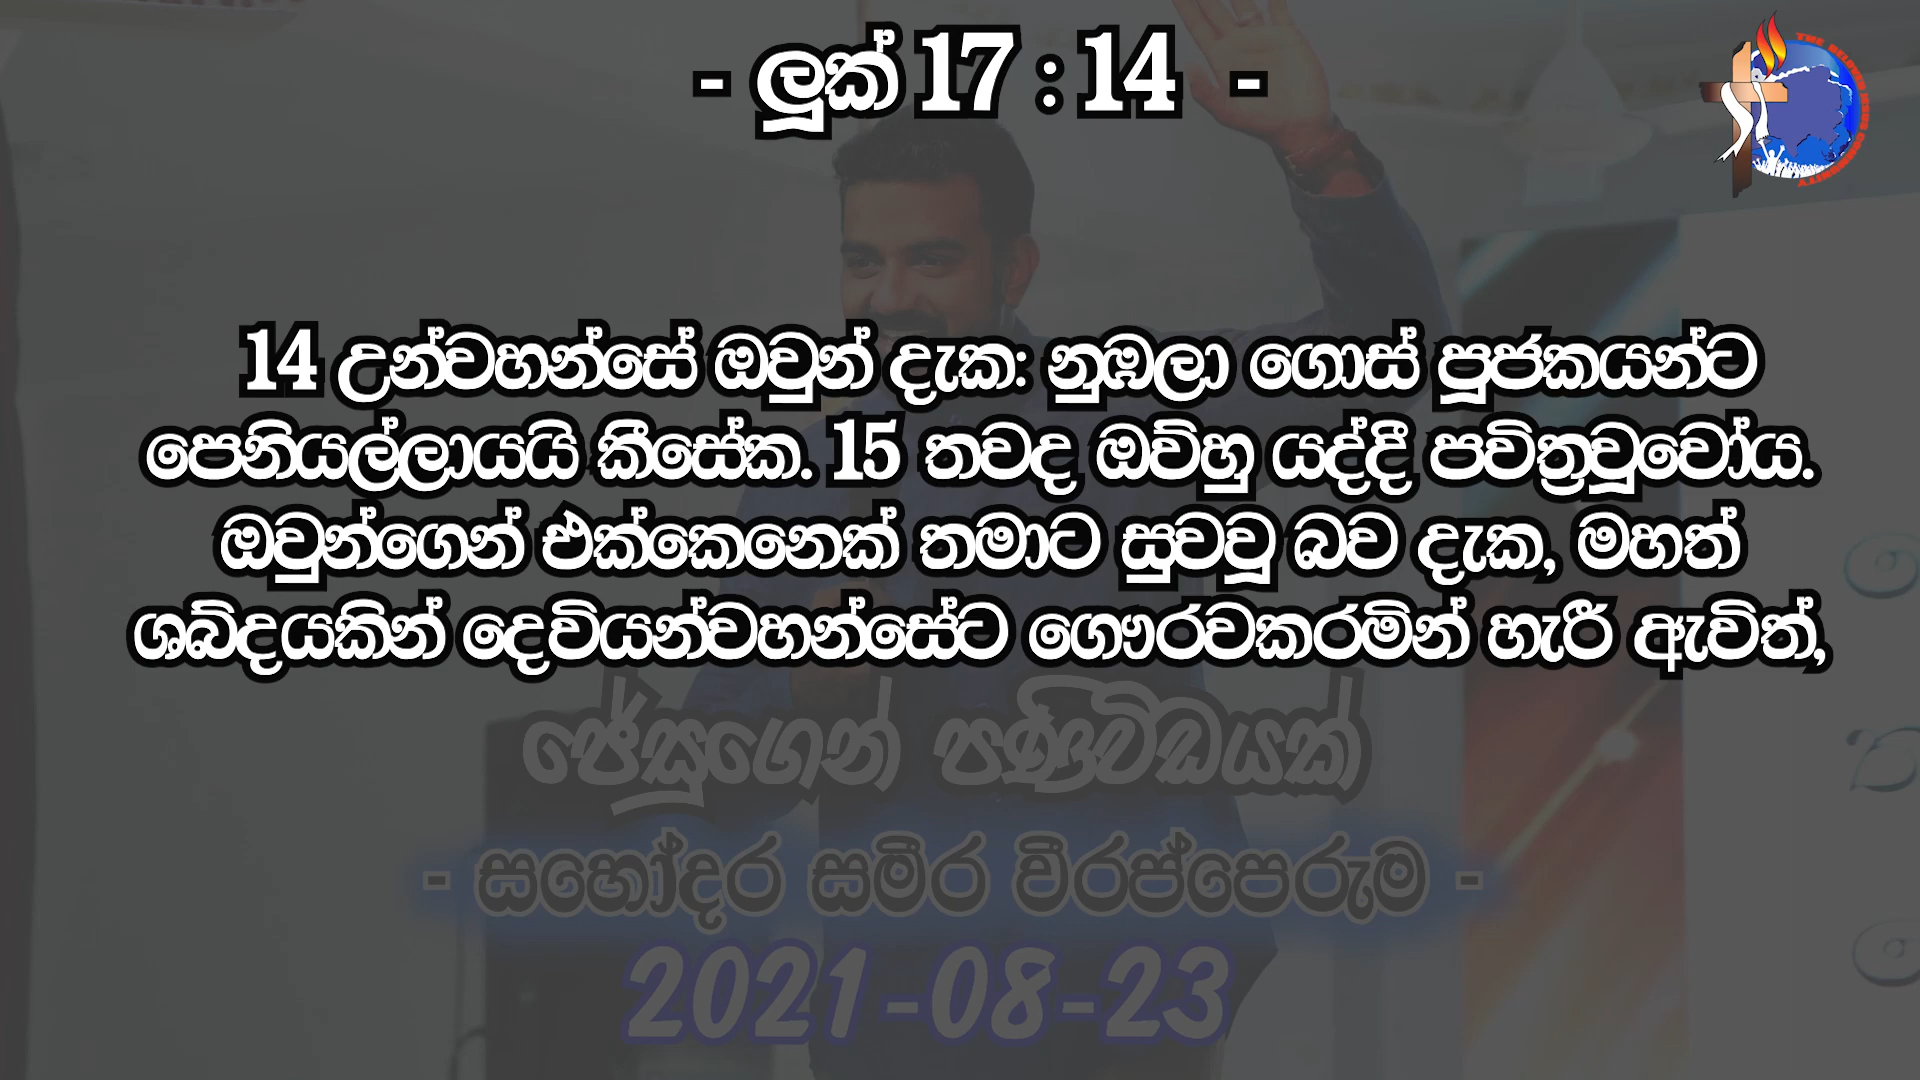 - ලූක් 17 : 14 -
14 උන්වහන්සේ ඔවුන් දැක: නුඹලා ගොස් පූජකයන්ට
පෙනියල්ලායයි කීසේක. 15 තවද ඔව්හු යද්දී පවිත්‍රවූවෝය.
ඔවුන්ගෙන් එක්කෙනෙක් තමාට සුවවූ බව දැක, මහත්
ශබ්දයකින් දෙවියන්වහන්සේට ගෞරවකරමින් හැරී ඇවිත්,
ජේසුගෙන් පණිවිඩයක්
- සහෝදර සමීර වීරප්පෙරුම -
2021-08-23